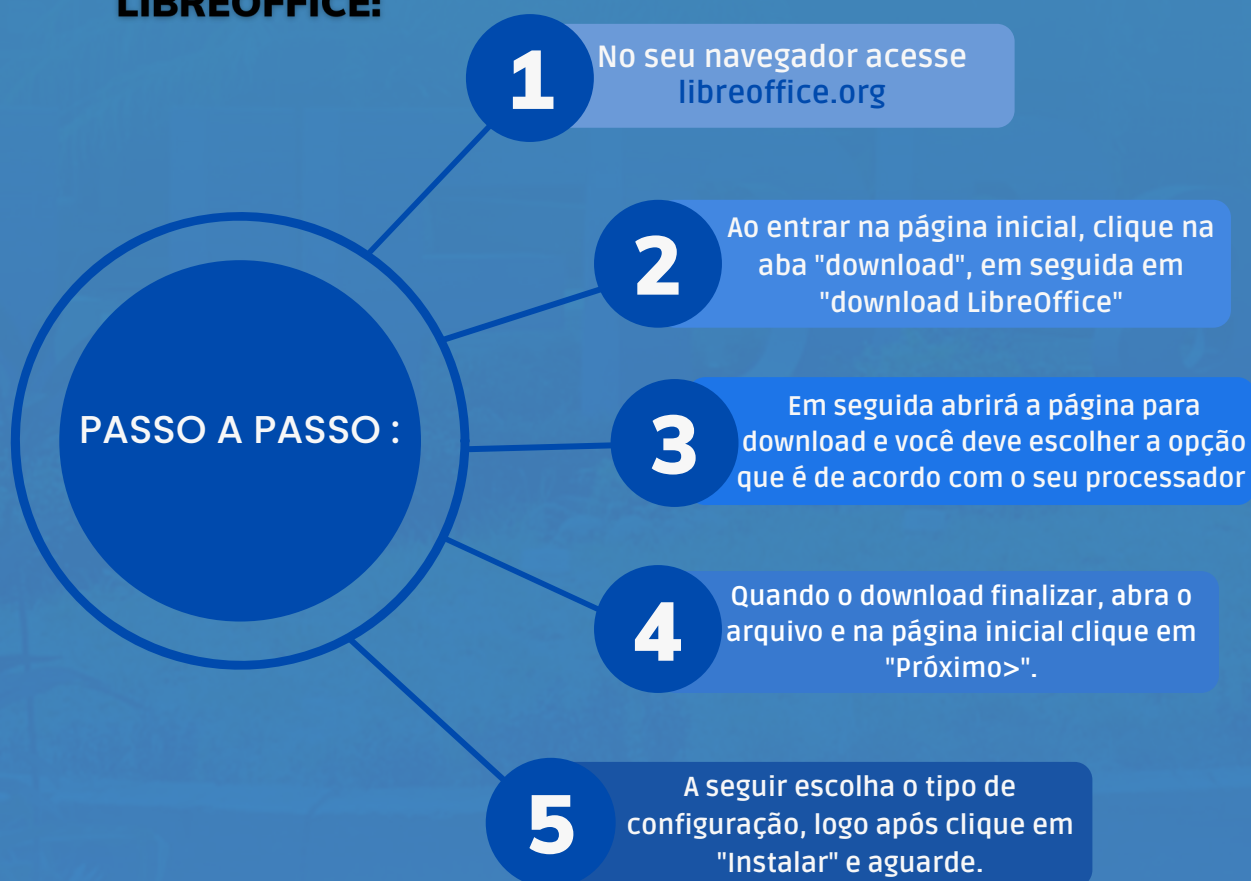 LIBREOFFICE:
1
No seu navegador acesse
libreoffice.org
2
Ao entrar na página inicial, clique na
aba "download", em seguida em
"download LibreOffice"
PASSO A PASSO :
3
Em seguida abrirá a página para
download e você deve escolher a opção
que é de acordo com o seu processador
4
Quando o download finalizar, abra o
arquivo e na página inicial clique em
"Próximo>".
5
A seguir escolha o tipo de
configuração, logo após clique em
"Instalar" e aguarde.